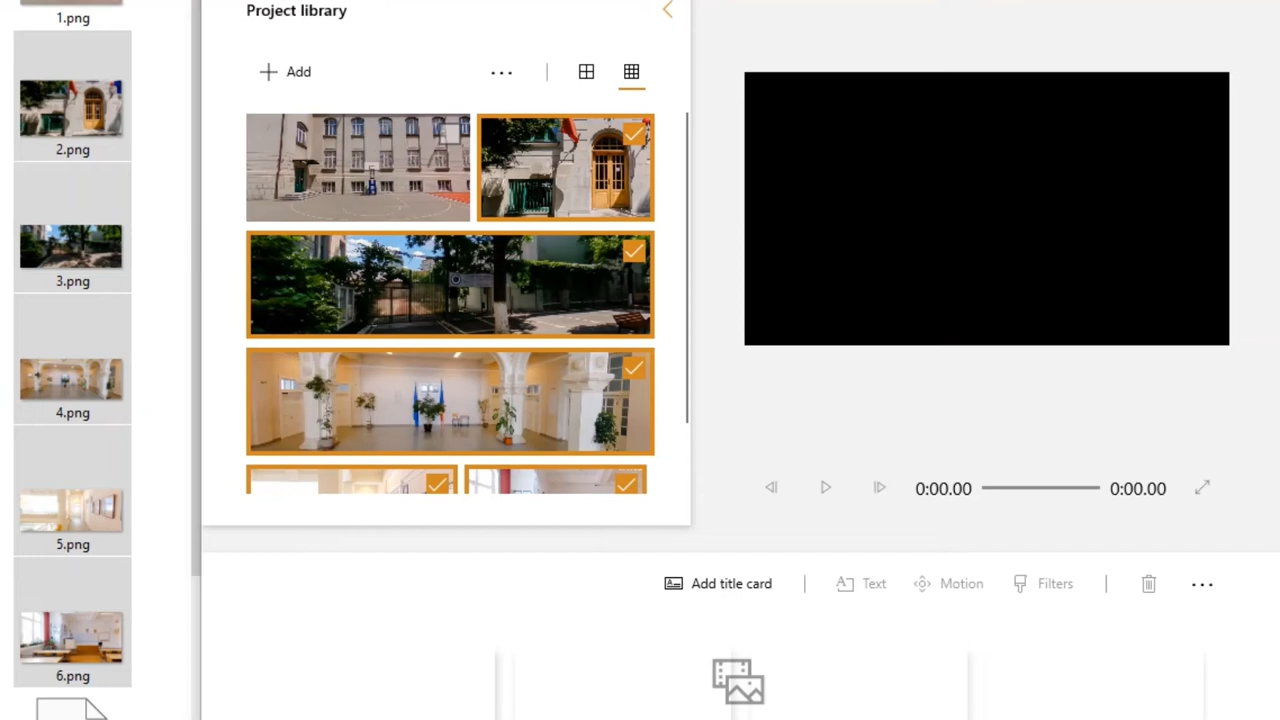 1.png
2.png
3.png
4.png
5.png
6.png
Project library
Add
0:00.00
0:00.00
Add title card
Text
Motion
Filters